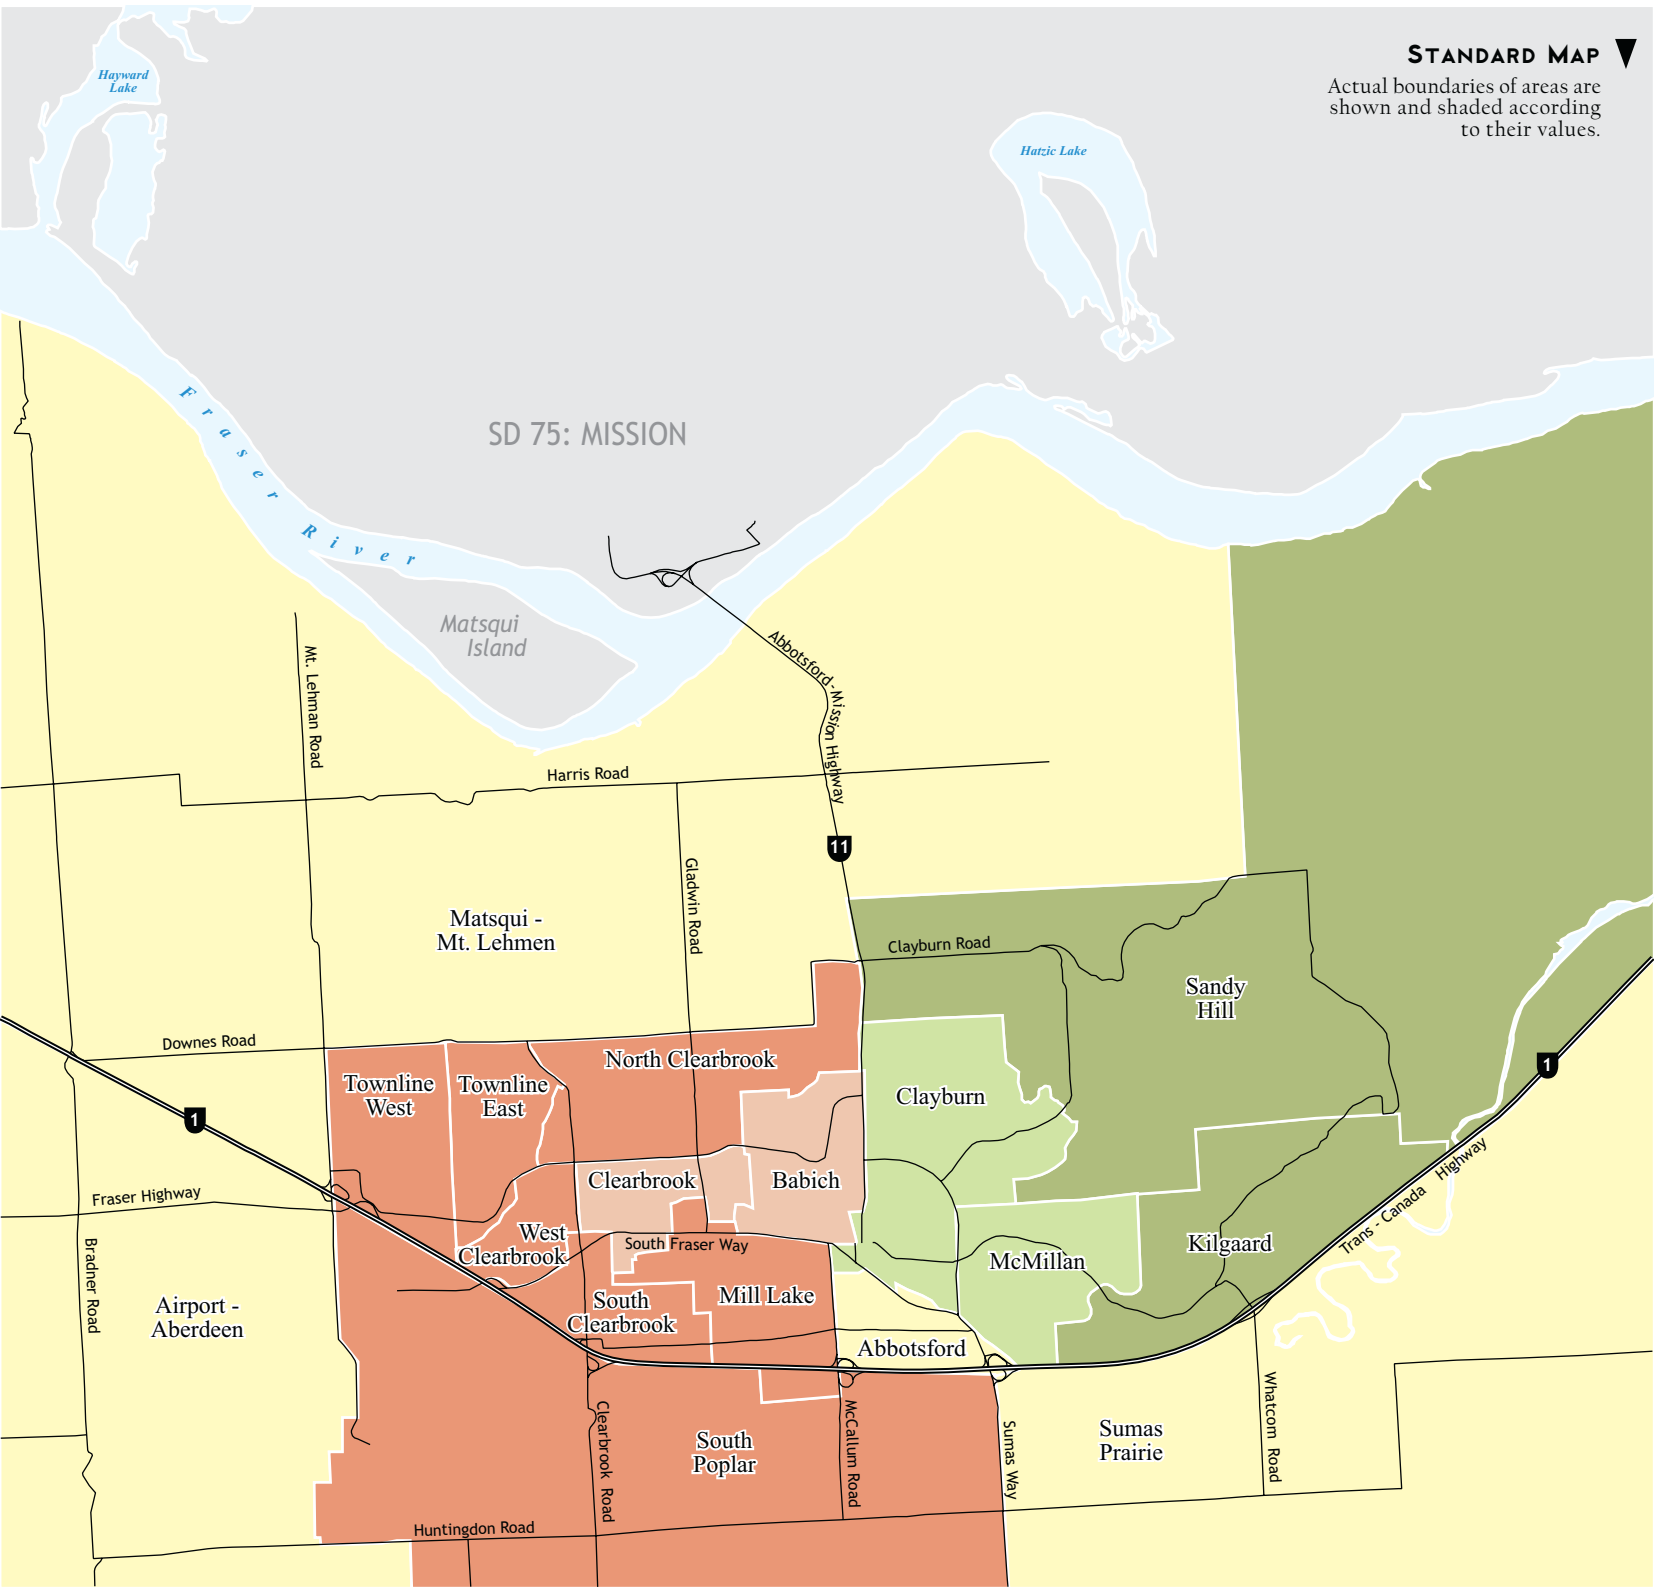 STANDARD MAP
Actual boundaries of areas are
shown and shaded according
to their values.
Hayward
Lake
Hatzic Lake
Fraser River
SD 75: MISSION
Matsqui
Island
Abbotsford-Mission Highway
Mt. Lehman Road
Harris Road
11
Gladwin Road
Matsqui -
Mt. Lehmen
Clayburn Road
Sandy
Hill
Downes Road
North Clearbrook
1
Townline
West
Townline
East
Clayburn
1
Clearbrook
Babich
Fraser Highway
Trans - Canada Highway
West
Clearbrook
South Fraser Way
Kilgaard
McMillan
Bradner Road
Airport -
Aberdeen
South
Clearbrook
Mill Lake
Abbotsford
Whatcom Road
Clearbrook Road
McCallum Road
Sumas Way
South
Poplar
Sumas
Prairie
Huntingdon Road